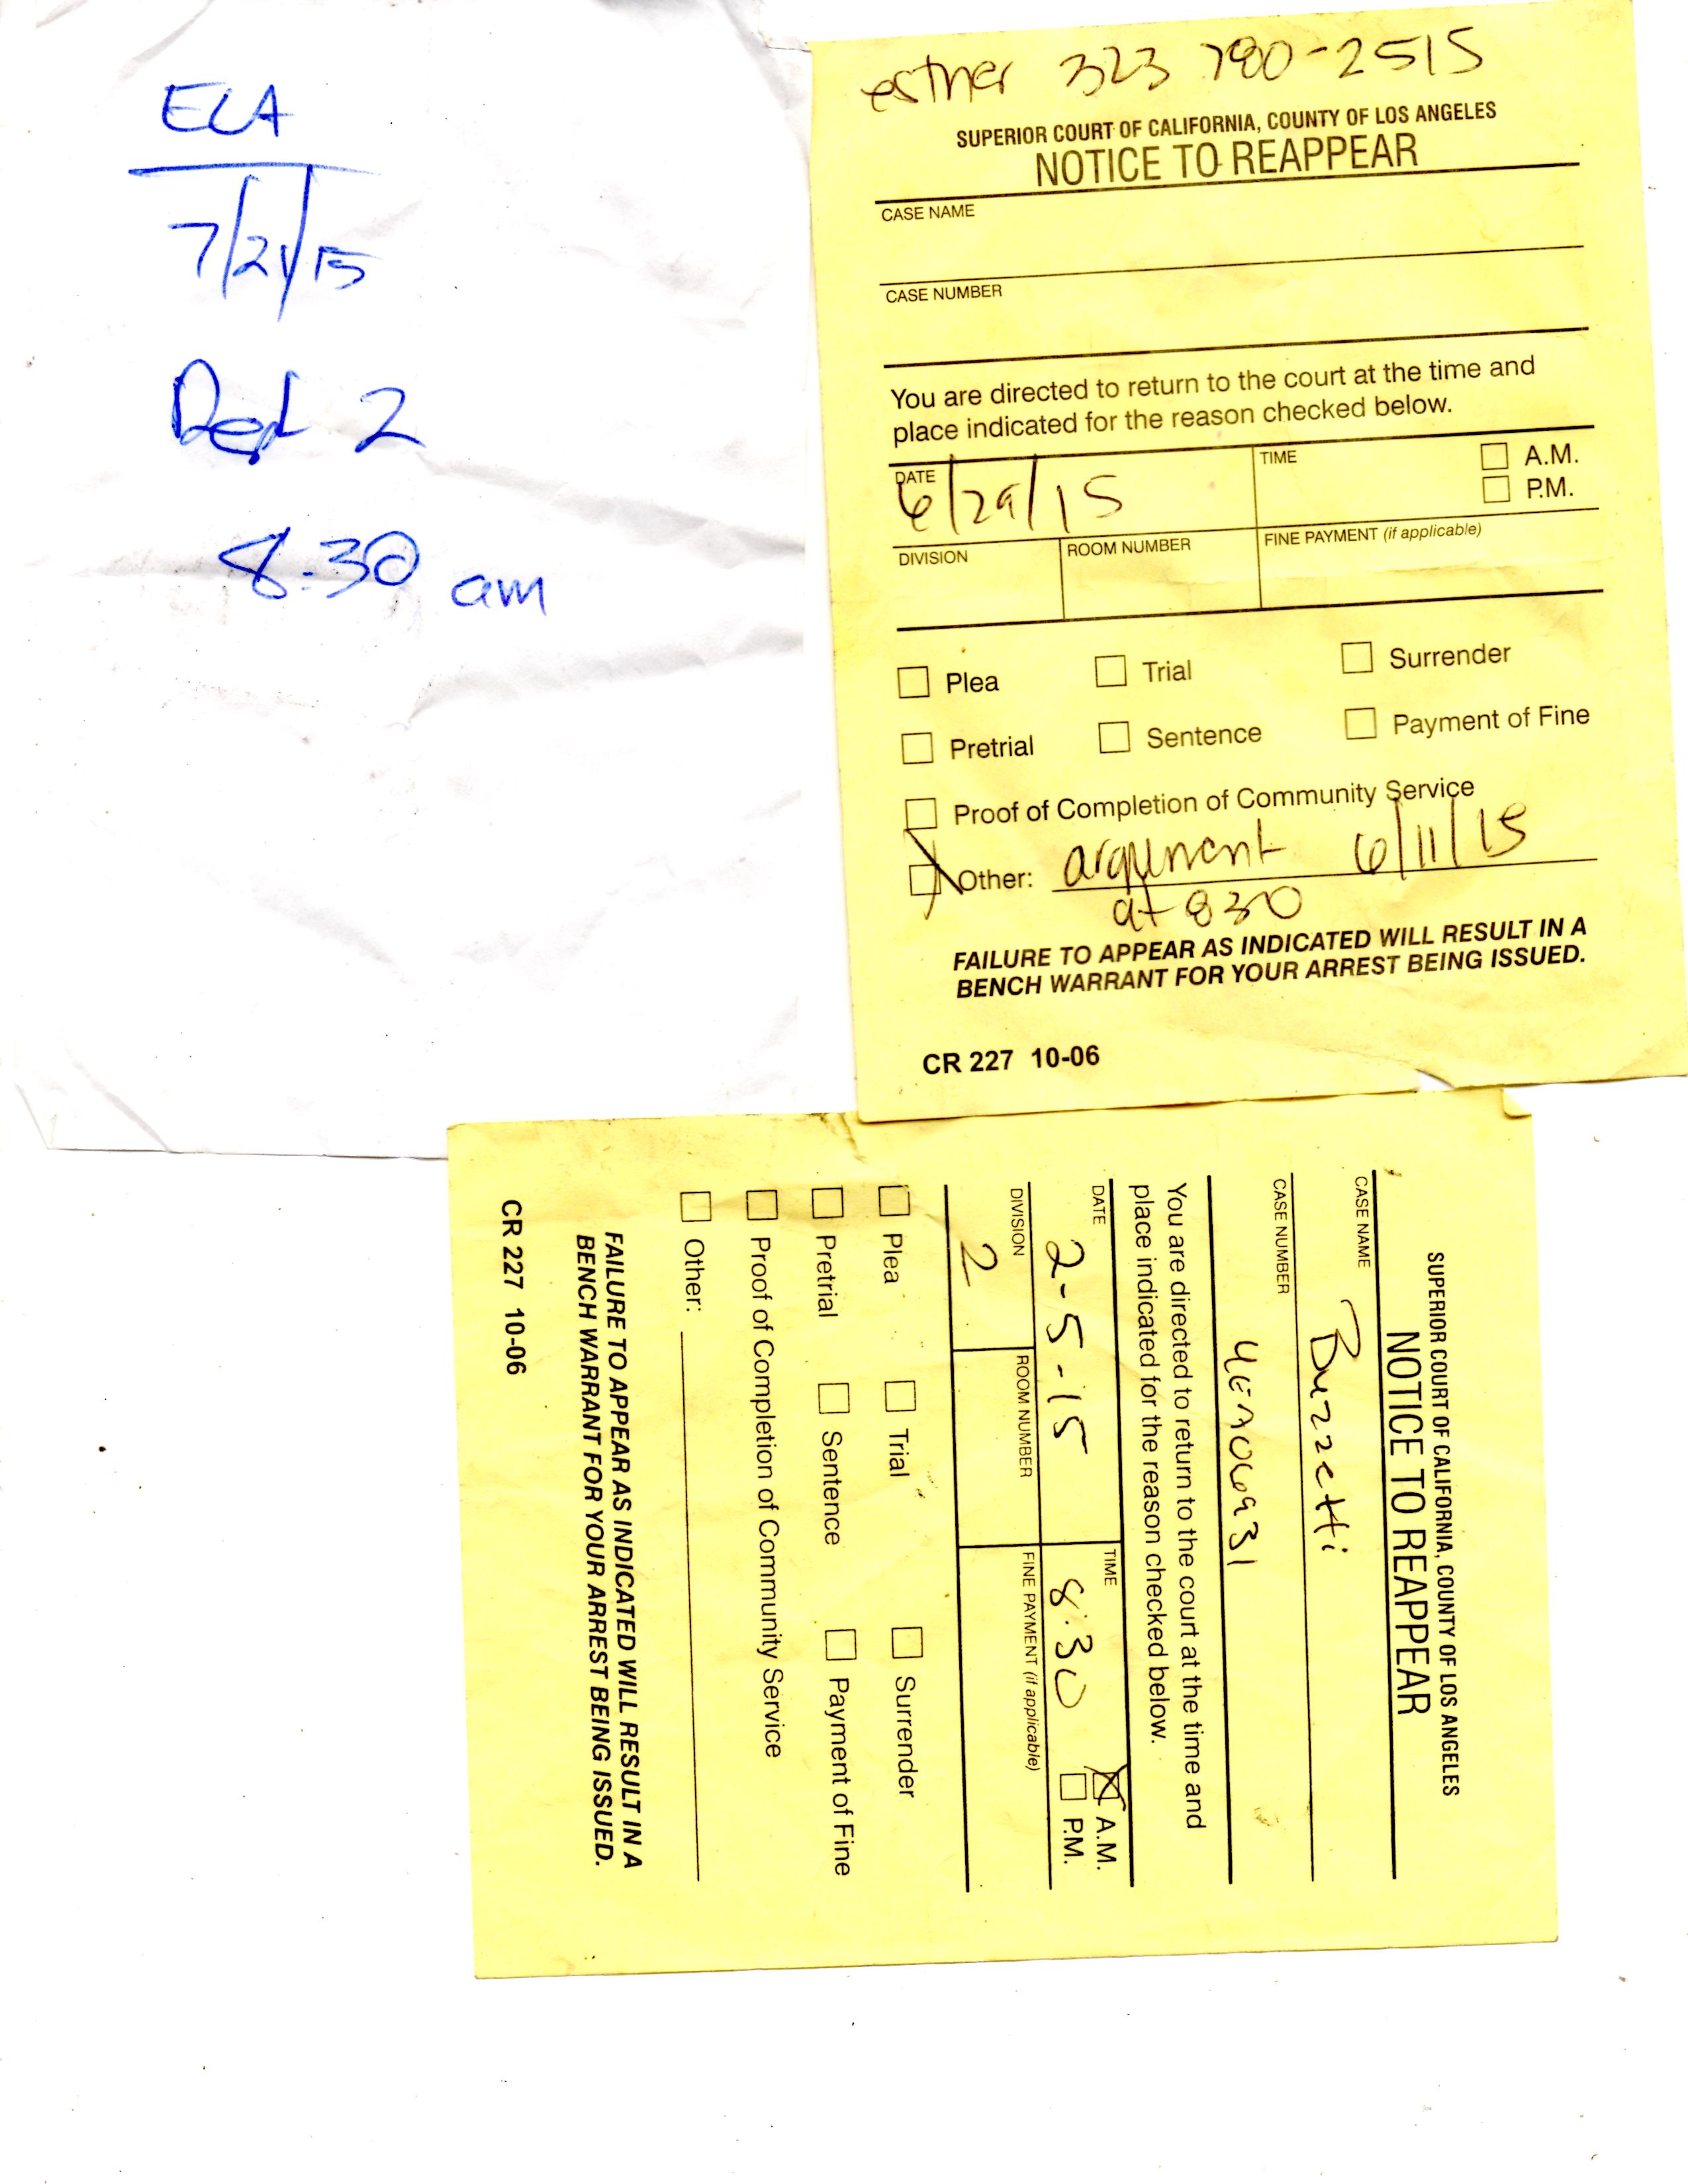 ELA
7/21/15
Dept 2
8:30 am
esther 323 780-2515
SUPERIOR COURT OF CALIFORNIA, COUNTY OF LOS ANGELES
NOTICE TO REAPPEAR
CASE NAME
CASE NUMBER
You are directed to return to the court at the time and
place indicated for the reason checked below.
DATE 6/29/15 TIME A.M.
P.M.
DIVISION ROOM NUMBER FINE PAYMENT (if applicable)
Plea Trial Surrender
Pretrial Sentence Payment of Fine
Proof of Completion of Community Service
Other: argument 6/11/15
at 830
FAILURE TO APPEAR AS INDICATED WILL RESULT IN A
BENCH WARRANT FOR YOUR ARREST BEING ISSUED.
CR 227 10-06
SUPERIOR COURT OF CALIFORNIA, COUNTY OF LOS ANGELES
NOTICE TO REAPPEAR
CASE NAME Buzzetti
CASE NUMBER 4EA06931
You are directed to return to the court at the time and
place indicated for the reason checked below.
DATE 2-5-15 TIME 8:30 A.M.
P.M.
DIVISION 2 ROOM NUMBER FINE PAYMENT (if applicable)
Plea Trial Surrender
Pretrial Sentence Payment of Fine
Proof of Completion of Community Service
Other:
FAILURE TO APPEAR AS INDICATED WILL RESULT IN A
BENCH WARRANT FOR YOUR ARREST BEING ISSUED.
CR 227 10-06